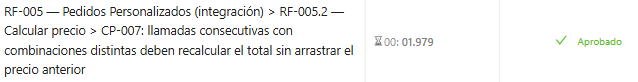 RF-005 — Pedidos Personalizados (integración) > RF-005.2 —
Calcular precio > CP-007: llamadas consecutivas con
combinaciones distintas deben recalcular el total sin arrastrar el
precio anterior
00: 01.979
Aprobado